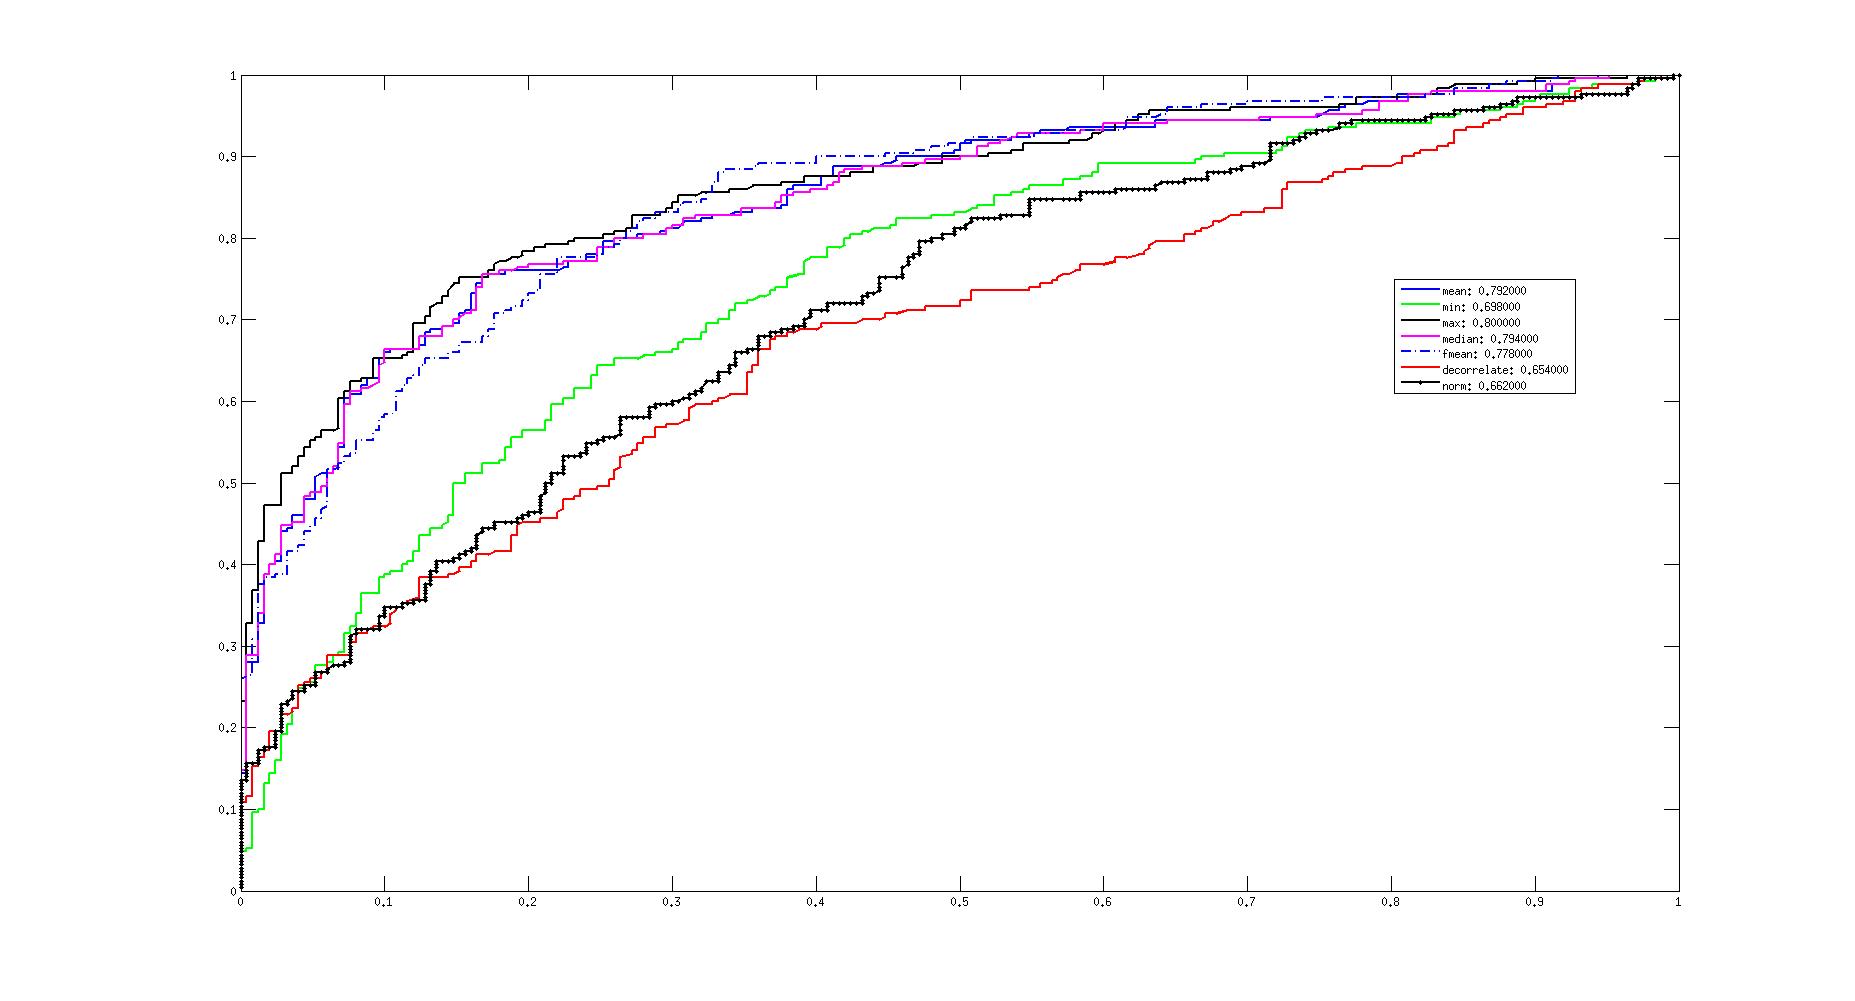 1
0.9
0.8
0.7
0.6
0.5
0.4
0.3
0.2
0.1
0
0 0.1 0.2 0.3 0.4 0.5 0.6 0.7 0.8 0.9 1
mean: 0.792000
min: 0.698000
max: 0.800000
median: 0.794000
fmean: 0.778000
decorrelate: 0.654000
norm: 0.662000